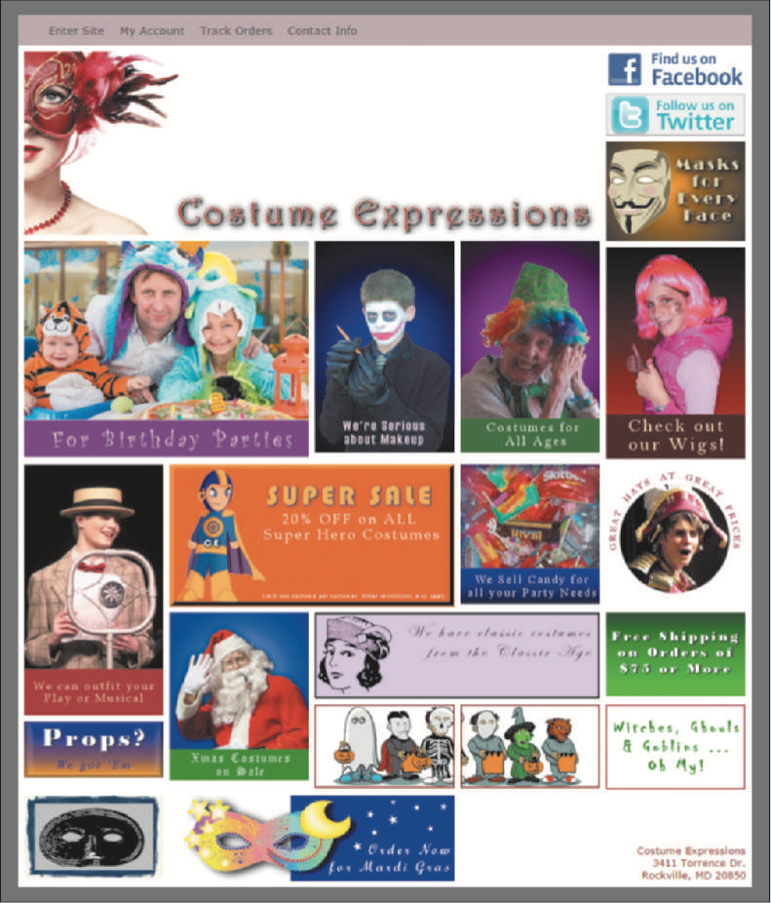 Enter Site My Account Track Orders Contact Info
Find us on
Facebook
Follow us on
Twitter
Masks
for
Every
Face
Costume Expressions
For Birthday Parties
We're Serious
about Makeup
Costumes for
All Ages
Check out
our Wigs!
We can outfit your
Play or Musical
SUPER SALE
20% OFF on ALL
Super Hero Costumes
We Sell Candy for
all your Party Needs
GREAT HATS AT GREAT PRICES
Xmas Costumes
on Sale
We have classic costumes
from the Classic Age
Free Shipping
on Orders of
$75 or More
Props?
We got 'Em
Witches, Ghouls
& Goblins ...
Oh My!
Order Now
for Mardi Gras
Costume Expressions
3411 Torrence Dr.
Rockville, MD 20850